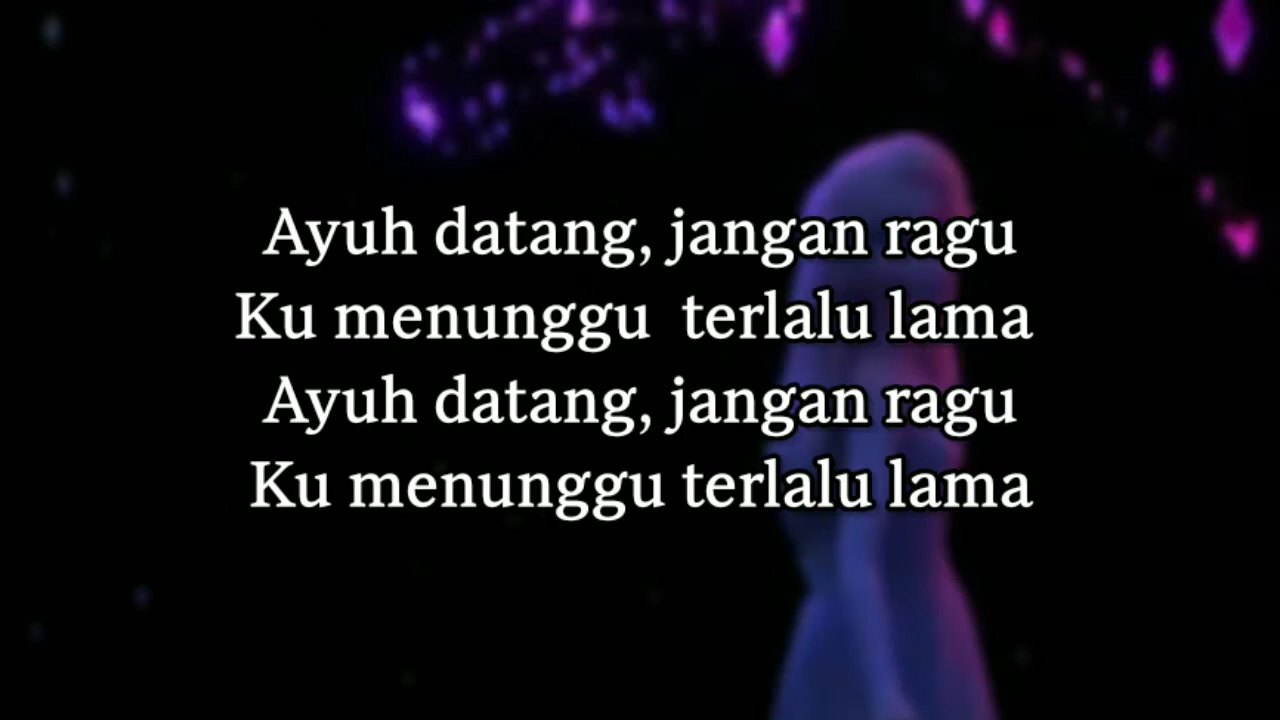 Ayuh datang, jangan ragu
Ku menunggu  terlalu lama
Ayuh datang, jangan ragu
Ku menunggu terlalu lama